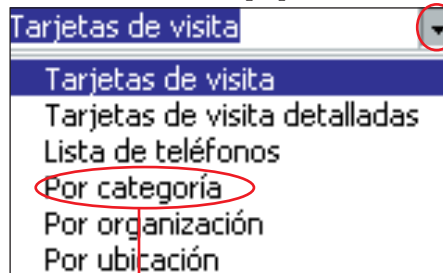 Tarjetas de visita
Tarjetas de visita
Tarjetas de visita detalladas
Lista de teléfonos
Por categoría
Por organización
Por ubicación